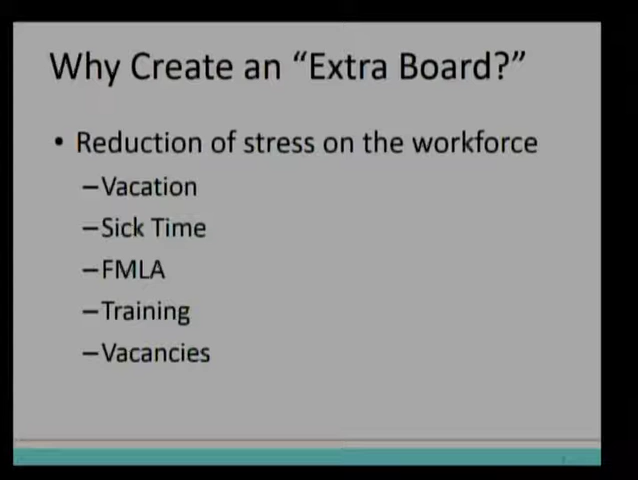 Why Create an “Extra Board?”
• Reduction of stress on the workforce
–Vacation
–Sick Time
–FMLA
–Training
–Vacancies